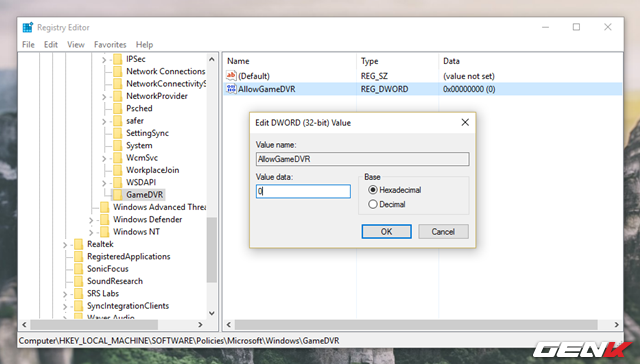 Registry Editor
File Edit View Favorites Help
IPSec
Network Connections
NetworkConnectivityS
NetworkProvider
Psched
safer
SettingSync
System
WcmSvc
WorkplaceJoin
WSDAPI
GameDVR
Windows Advanced Threa
Windows Defender
Windows NT
Realtek
RegisteredApplications
SonicFocus
SoundResearch
SRS Labs
SyncIntegrationClients
Waves Audio
Name Type Data
(Default) REG_SZ (value not set)
AllowGameDVR REG_DWORD 0x00000000 (0)
Edit DWORD (32-bit) Value
Value name:
AllowGameDVR
Value data:
0
Base
Hexadecimal
Decimal
OK Cancel
Computer\HKEY_LOCAL_MACHINE\SOFTWARE\Policies\Microsoft\Windows\GameDVR
GENK